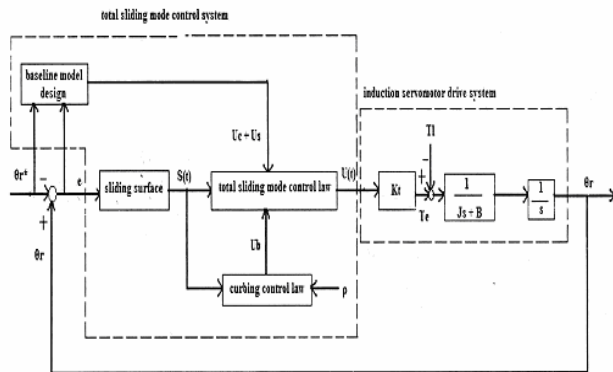 total sliding mode control system
baseline model
design
induction servomotor drive system
Uc + Us
Tl
θr*
−
e
sliding surface
S(t)
total sliding mode control law
U(t)
Kt
+
−
Te
1
Js + B
1
s
θr
+
θr
Ub
curbing control law
ρ